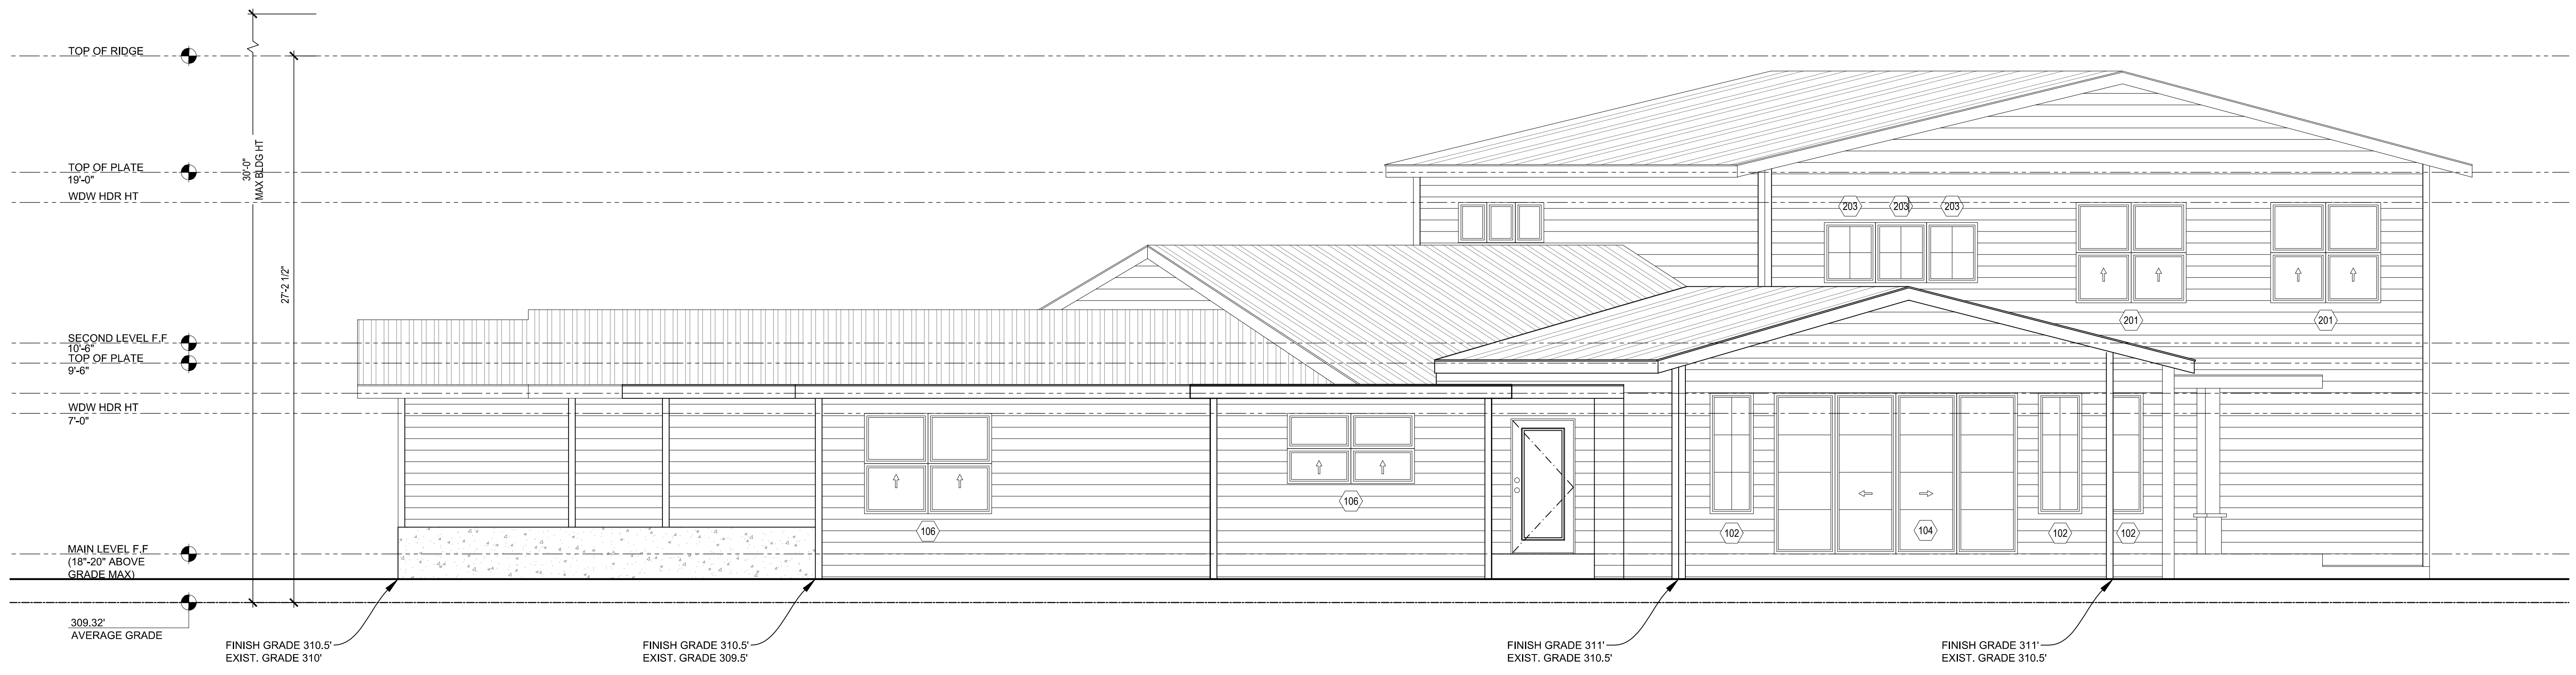 TOP OF RIDGE
TOP OF PLATE
19'-0"
WDW HDR HT
30'-0"
MAX BLDG HT
27'-2 1/2"
SECOND LEVEL F.F
10'-6"
TOP OF PLATE
9'-6"
WDW HDR HT
7'-0"
MAIN LEVEL F.F
(18"-20" ABOVE
GRADE MAX)
309.32'
AVERAGE GRADE
203
203
203
201
201
106
106
102
104
102
102
FINISH GRADE 310.5'
EXIST. GRADE 310'
FINISH GRADE 310.5'
EXIST. GRADE 309.5'
FINISH GRADE 311'
EXIST. GRADE 310.5'
FINISH GRADE 311'
EXIST. GRADE 310.5'